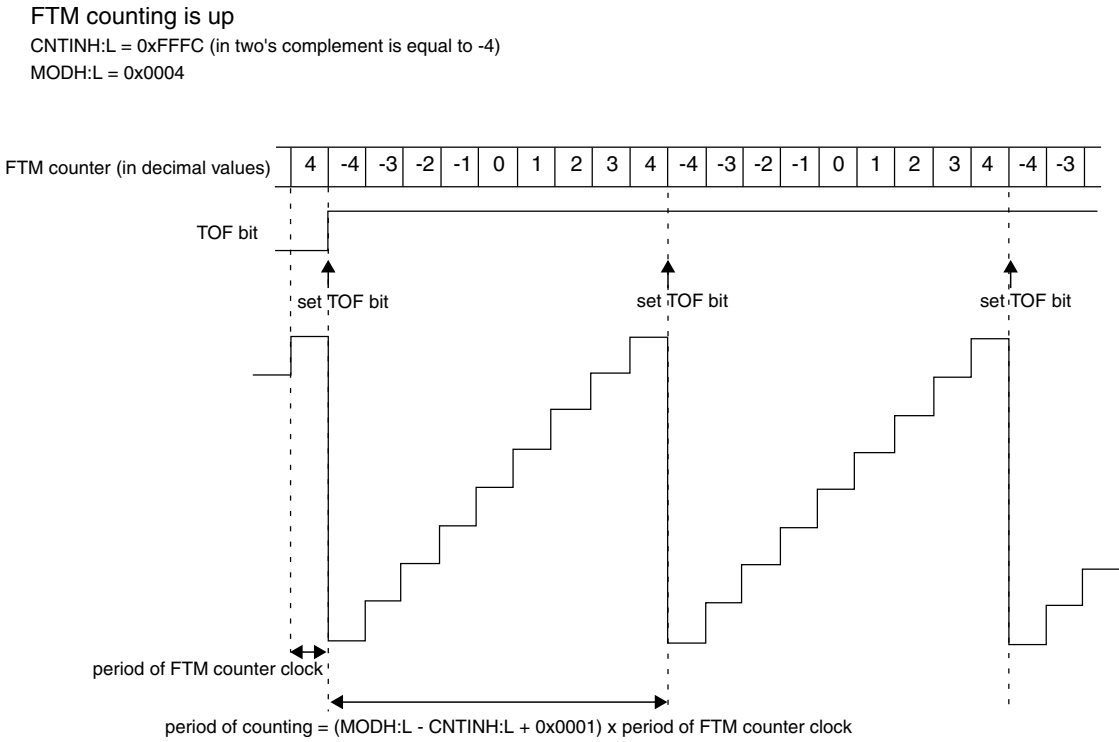 FTM counting is up
CNTINH:L = 0xFFFC (in two's complement is equal to -4)
MODH:L = 0x0004
FTM counter (in decimal values) 4 -4 -3 -2 -1 0 1 2 3 4 -4 -3 -2 -1 0 1 2 3 4 -4 -3
TOF bit
set TOF bit set TOF bit set TOF bit
period of FTM counter clock
period of counting = (MODH:L - CNTINH:L + 0x0001) x period of FTM counter clock